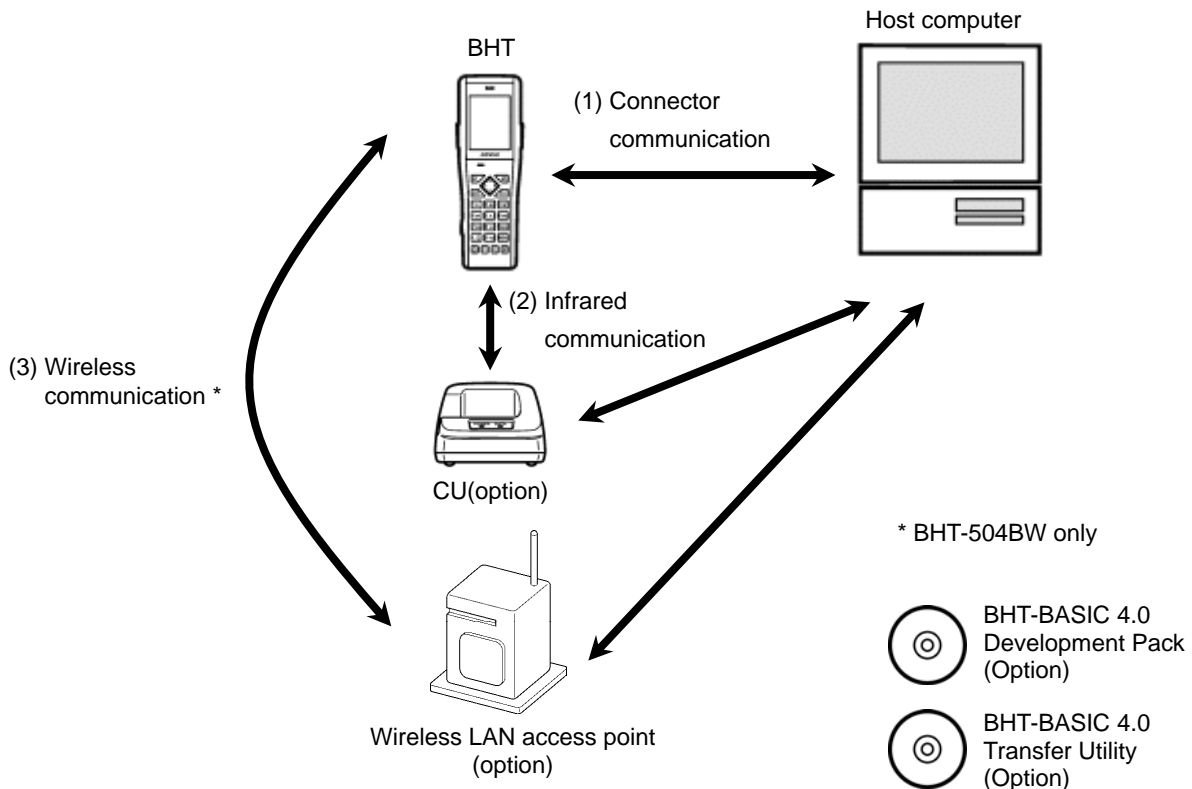 Host computer
BHT
(1) Connector
communication
(2) Infrared
communication
(3) Wireless
communication *
CU(option)
* BHT-504BW only
BHT-BASIC 4.0
Development Pack
(Option)
Wireless LAN access point
(option)
BHT-BASIC 4.0
Transfer Utility
(Option)